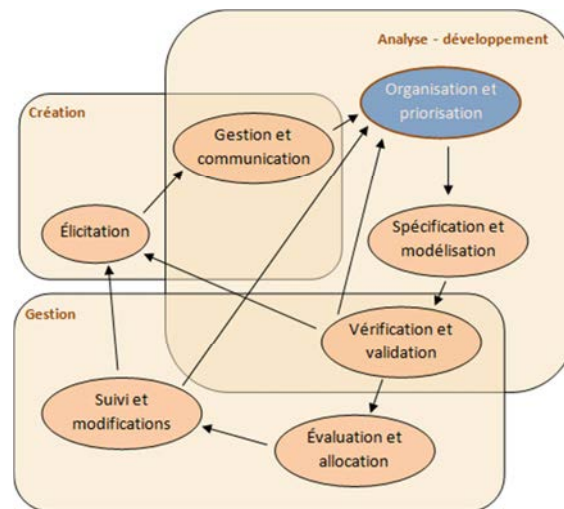 Analyse - développement
Organisation et
priorisation
Création
Gestion et
communication
Élicitation
Spécification et
modélisation
Gestion
Vérification et
validation
Suivi et
modifications
Évaluation et
allocation